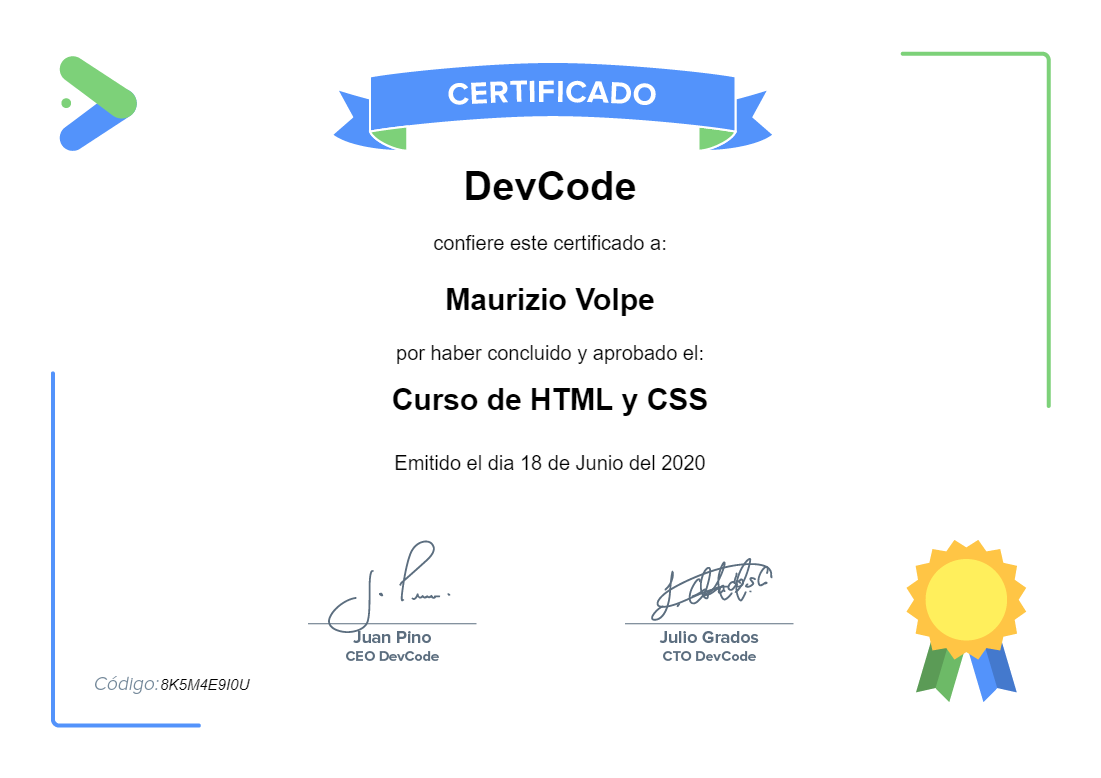 CERTIFICADO
DevCode
confiere este certificado a:
Maurizio Volpe
por haber concluido y aprobado el:
Curso de HTML y CSS
Emitido el dia 18 de Junio del 2020
Juan Pino
CEO DevCode
Julio Grados
CTO DevCode
Código: 8K5M4E9I0U